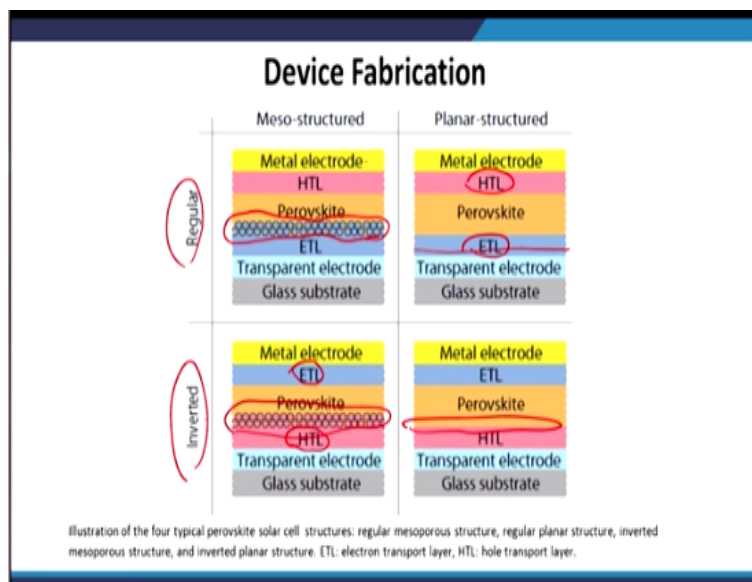 Device Fabrication
Meso-structured
Planar-structured
Regular
Metal electrode
HTL
Perovskite
ETL
Transparent electrode
Glass substrate
Metal electrode
HTL
Perovskite
ETL
Transparent electrode
Glass substrate
Inverted
Metal electrode
ETL
Perovskite
HTL
Transparent electrode
Glass substrate
Metal electrode
ETL
Perovskite
HTL
Transparent electrode
Glass substrate
Illustration of the four typical perovskite solar cell structures: regular mesoporous structure, regular planar structure, inverted
mesoporous structure, and inverted planar structure. ETL: electron transport layer, HTL: hole transport layer.